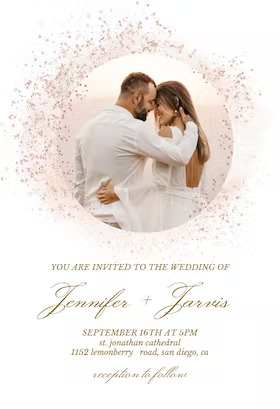 YOU ARE INVITED TO THE WEDDING OF
Jennifer + Jarvis
SEPTEMBER 16TH AT 5PM
st. jonathan cathedral
1152 lemonberry road, san diego, ca
reception to follow